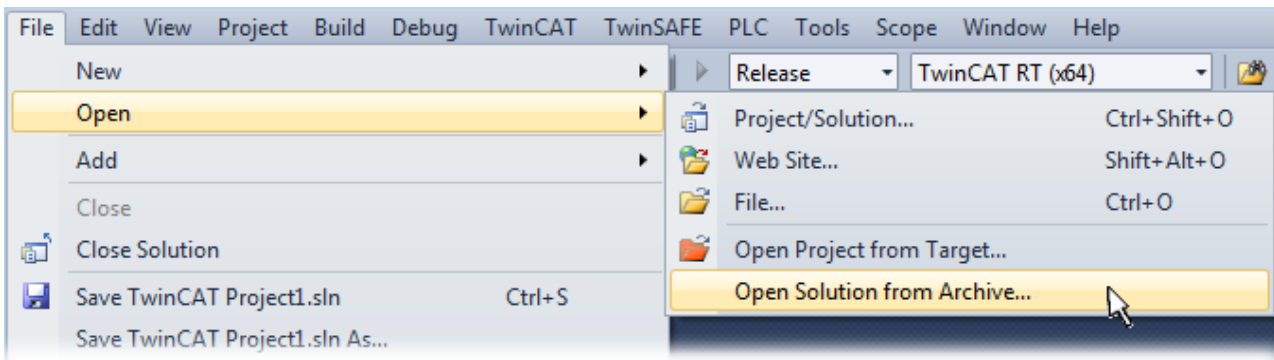 File Edit View Project Build Debug TwinCAT TwinSAFE PLC Tools Scope Window Help
New
Release TwinCAT RT (x64)
Open
Project/Solution... Ctrl+Shift+O
Add
Web Site... Shift+Alt+O
Close
File... Ctrl+O
Close Solution
Open Project from Target...
Save TwinCAT Project1.sln Ctrl+S
Open Solution from Archive...
Save TwinCAT Project1.sln As...